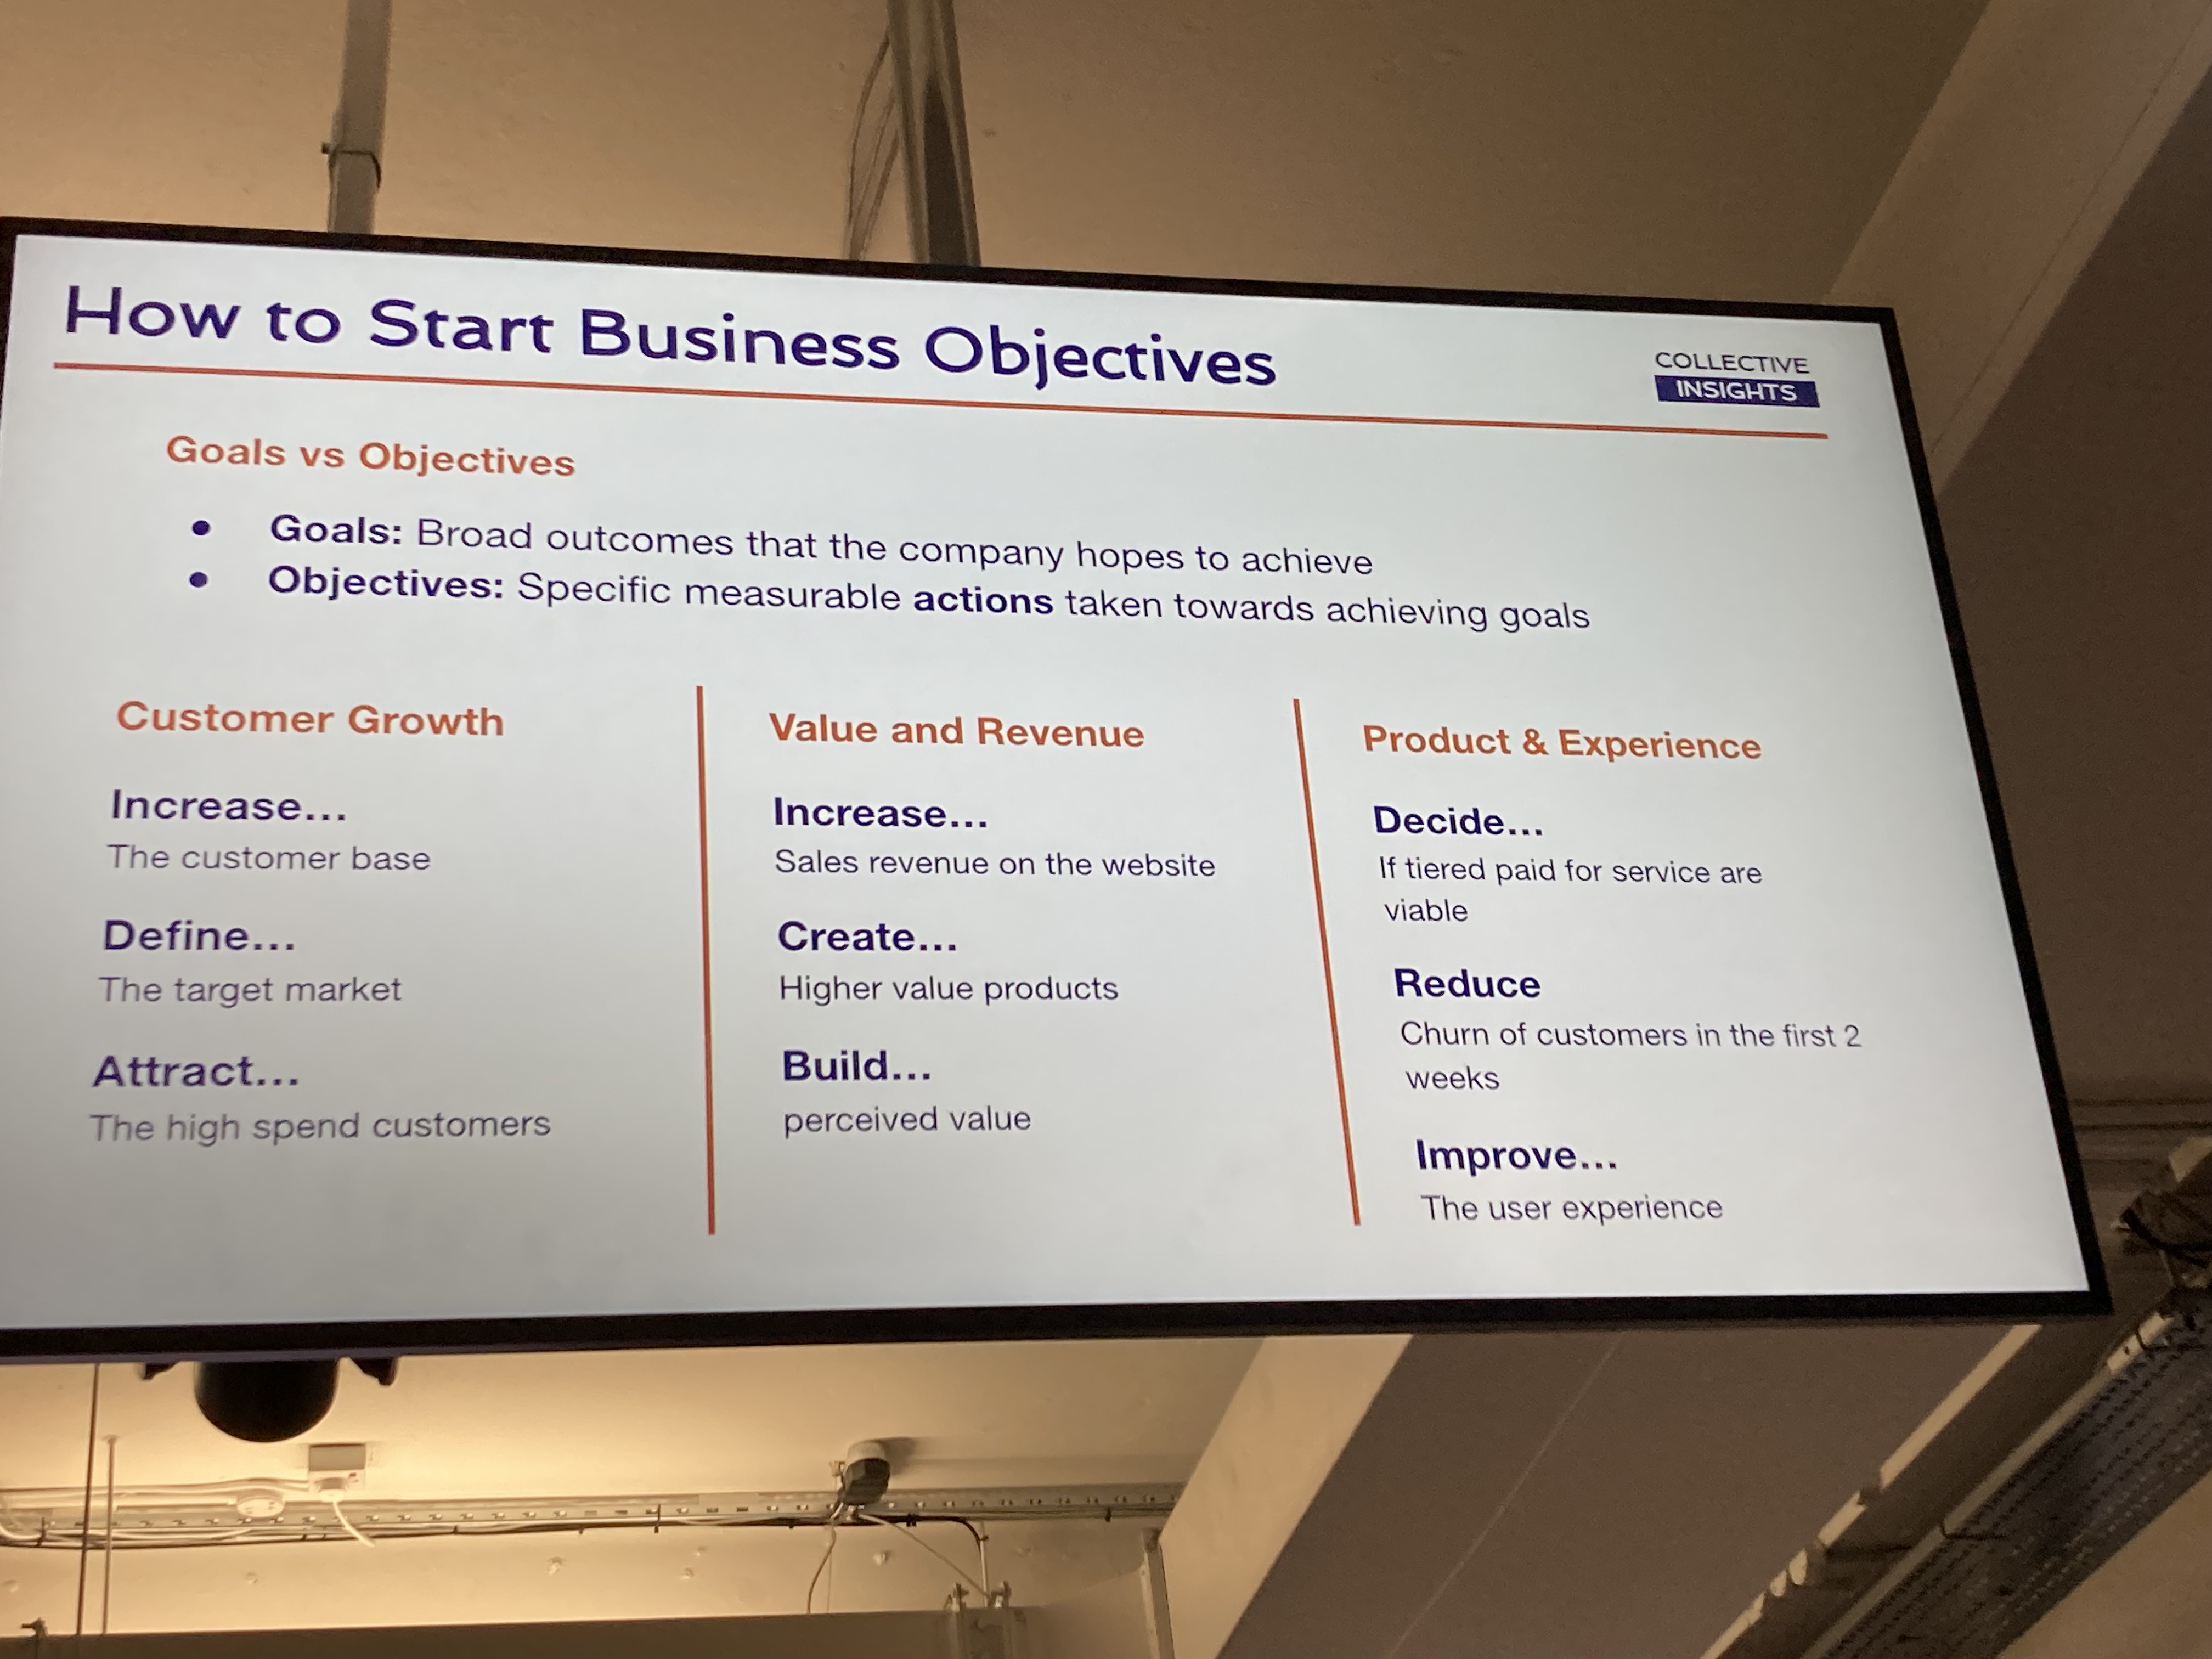 How to Start Business Objectives
COLLECTIVE
INSIGHTS
Goals vs Objectives
● Goals: Broad outcomes that the company hopes to achieve
● Objectives: Specific measurable actions taken towards achieving goals
Customer Growth
Increase...
The customer base
Define...
The target market
Attract...
The high spend customers
Value and Revenue
Increase...
Sales revenue on the website
Create...
Higher value products
Build...
perceived value
Product & Experience
Decide...
If tiered paid for service are
viable
Reduce
Churn of customers in the first 2
weeks
Improve...
The user experience